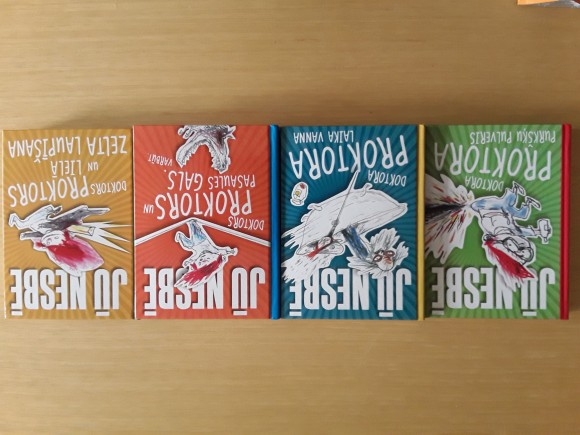 JŪ NESBĒ
DOKTORA
PROKTORA
PURKŠĶU PULVERIS
JŪ NESBĒ
DOKTORA
PROKTORA
LAIKA VANNA
JŪ NESBĒ
DOKTORS
PROKTORS UN
PASAULES GALS.
VARBŪT
JŪ NESBĒ
DOKTORS
PROKTORS
UN LIELĀ
ZELTA LAUPĪŠANA